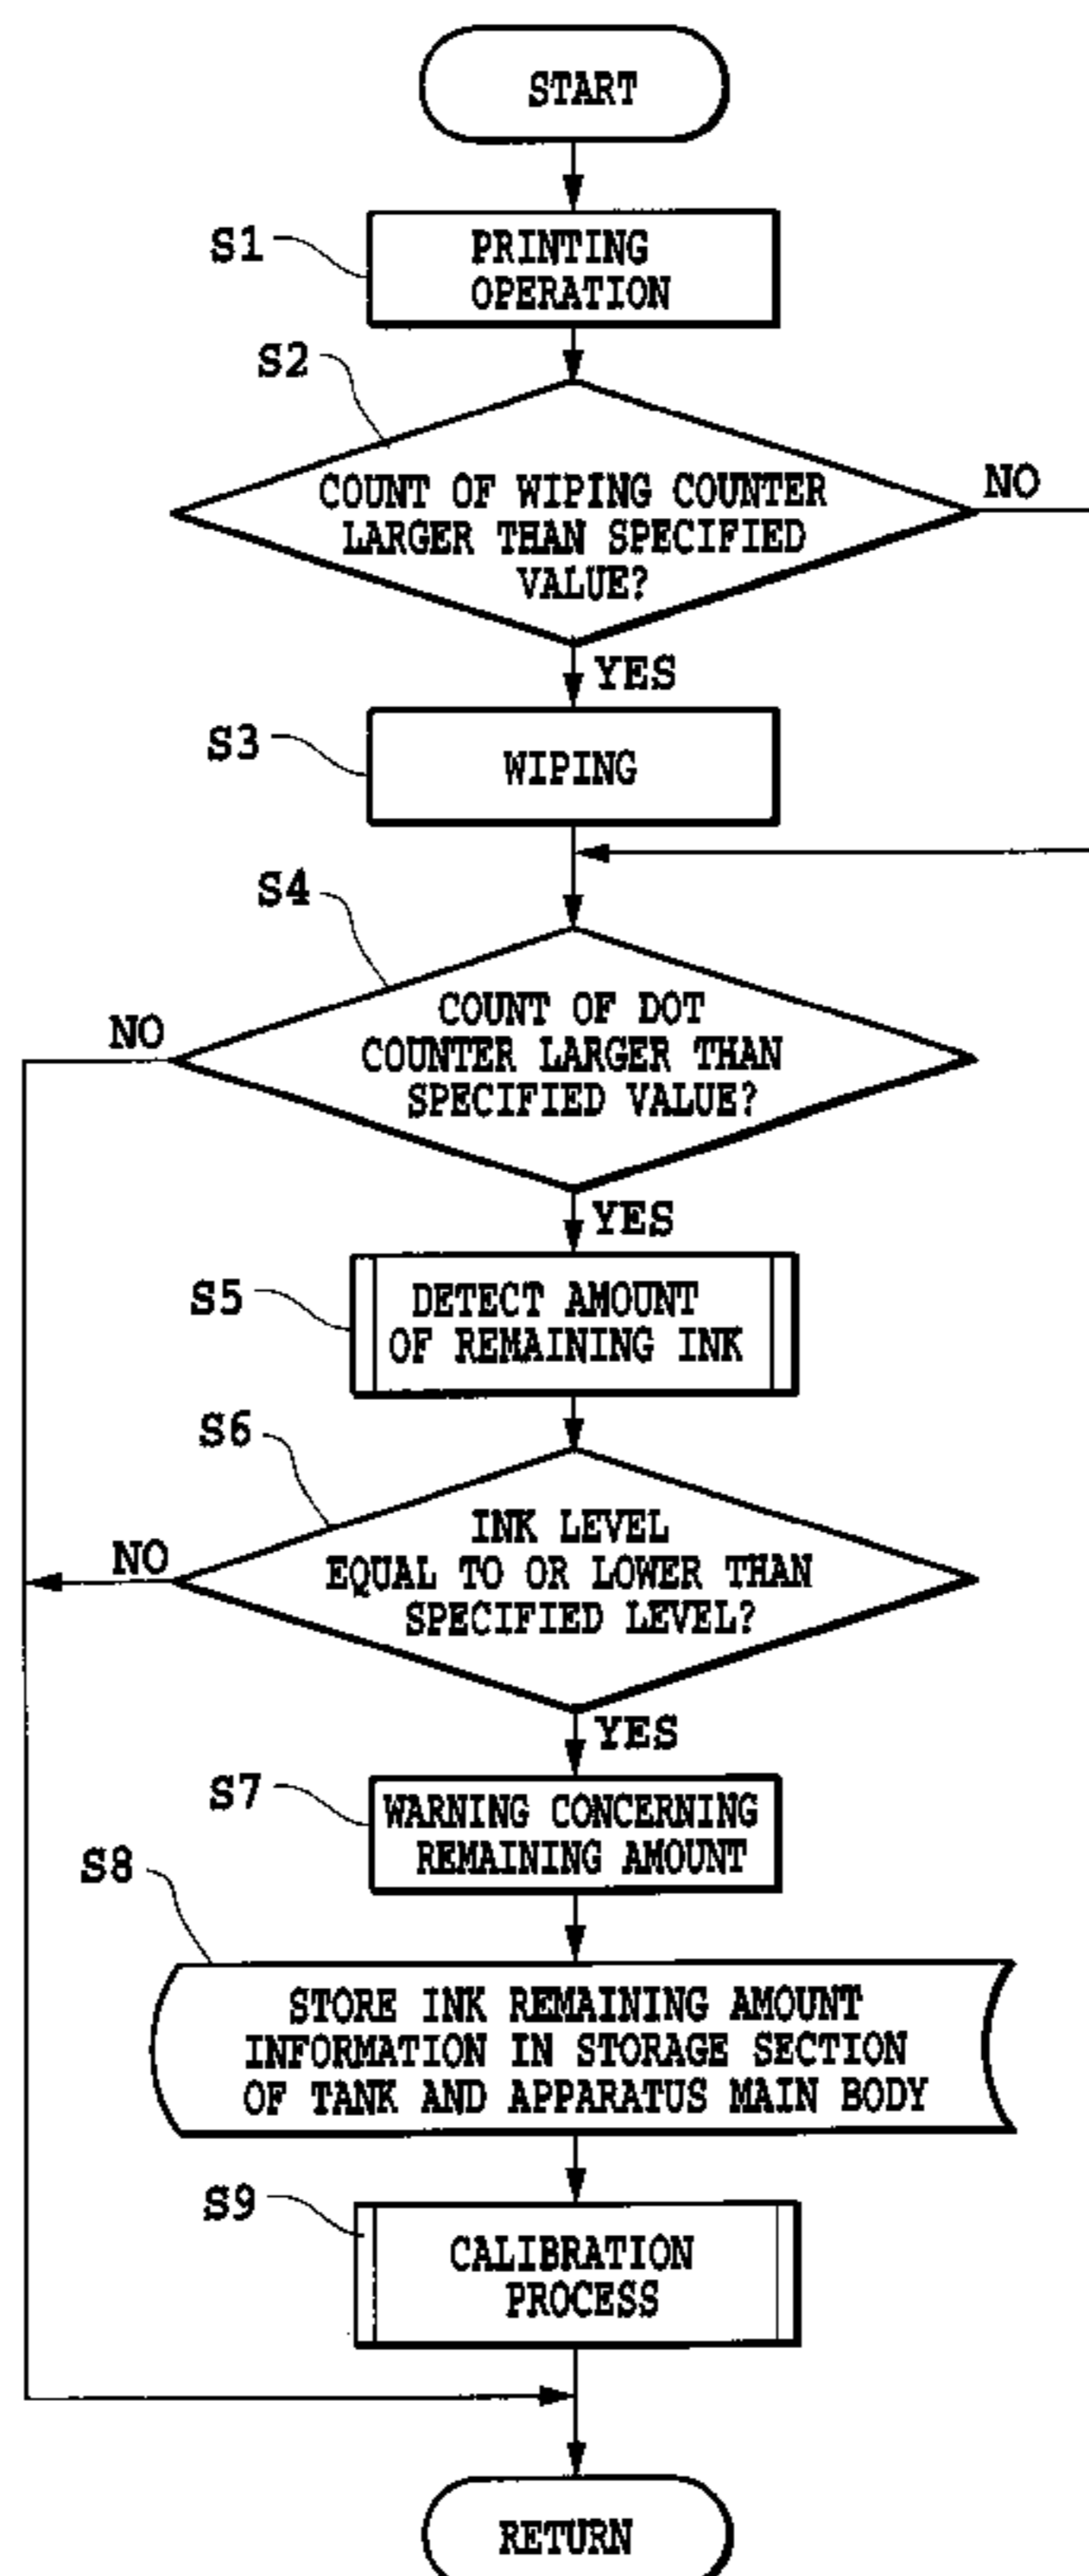 START
S1
PRINTING
OPERATION
S2
COUNT OF WIPING COUNTER
LARGER THAN SPECIFIED
VALUE?
NO
YES
S3
WIPING
S4
COUNT OF DOT
COUNTER LARGER THAN
SPECIFIED VALUE?
NO
YES
S5
DETECT AMOUNT
OF REMAINING INK
S6
INK LEVEL
EQUAL TO OR LOWER THAN
SPECIFIED LEVEL?
NO
YES
S7
WARNING CONCERNING
REMAINING AMOUNT
S8
STORE INK REMAINING AMOUNT
INFORMATION IN STORAGE SECTION
OF TANK AND APPARATUS MAIN BODY
S9
CALIBRATION
PROCESS
RETURN